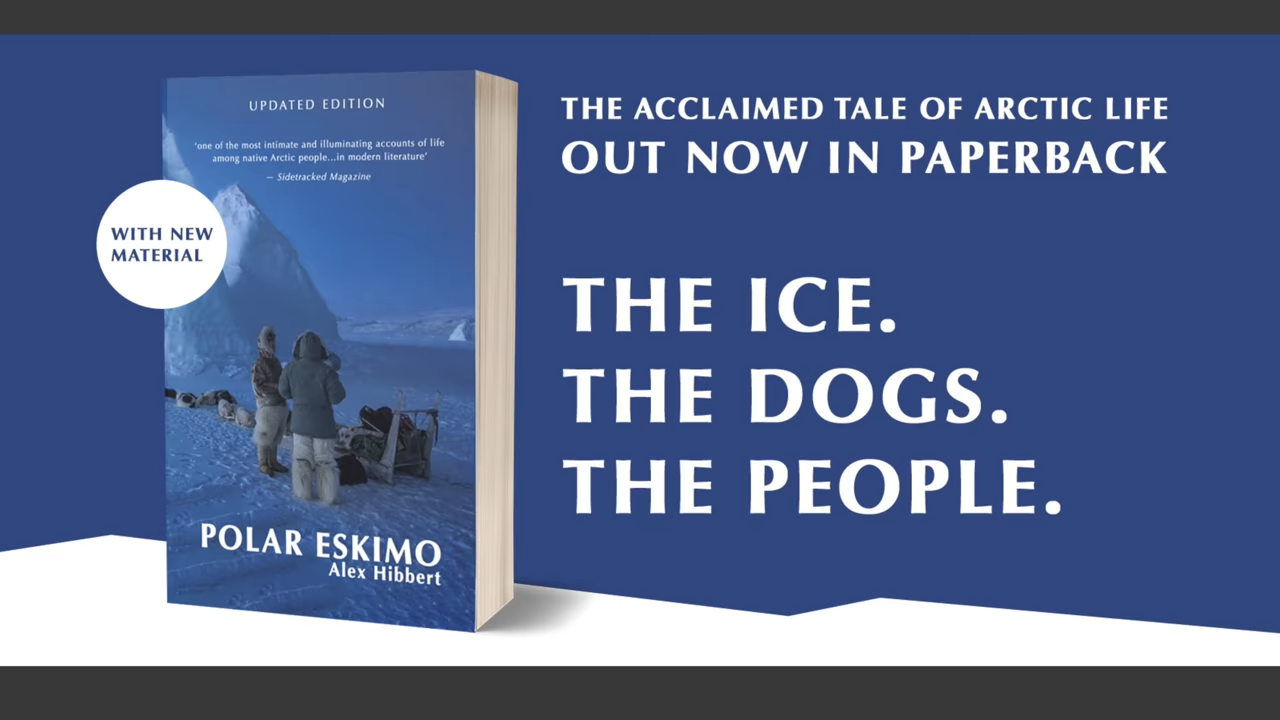 UPDATED EDITION
'one of the most intimate and illuminating accounts of life
among native Arctic people...in modern literature'
— Sidetracked Magazine
WITH NEW
MATERIAL
POLAR ESKIMO
Alex Hibbert
THE ACCLAIMED TALE OF ARCTIC LIFE
OUT NOW IN PAPERBACK
THE ICE.
THE DOGS.
THE PEOPLE.